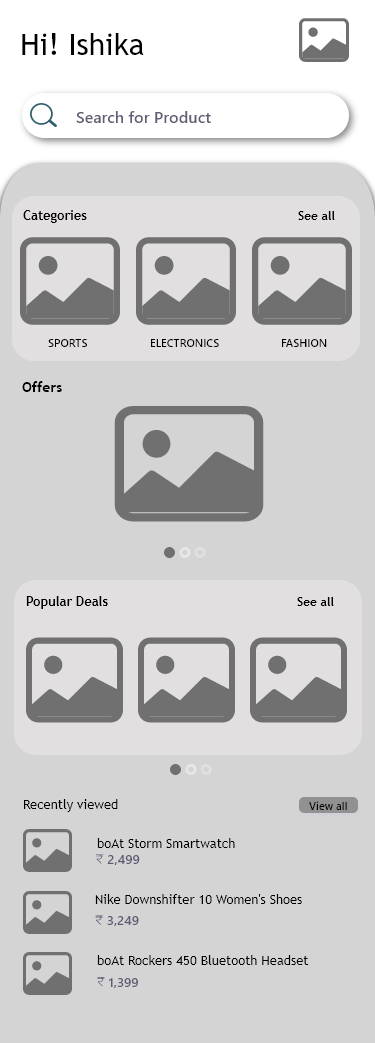 Hi! Ishika
Search for Product
Categories
See all
SPORTS
ELECTRONICS
FASHION
Offers
Popular Deals
See all
Recently viewed
View all
boAt Storm Smartwatch
₹ 2,499
Nike Downshifter 10 Women's Shoes
₹ 3,249
boAt Rockers 450 Bluetooth Headset
₹ 1,399